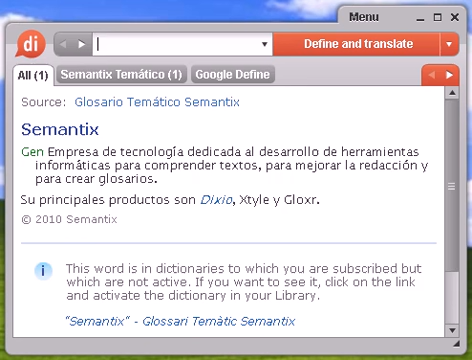 Menu
di
Define and translate
All (1) Semantix Temático (1) Google Define
Source: Glosario Temático Semantix
Semantix
Gen Empresa de tecnología dedicada al desarrollo de herramientas
informáticas para comprender textos, para mejorar la redacción y
para crear glosarios.
Su principales productos son Dixio, Xtyle y Gloxr.
© 2010 Semantix
i
This word is in dictionaries to which you are subscribed but
which are not active. If you want to see it, click on the link
and activate the dictionary in your Library.
"Semantix" - Glossari Temàtic Semantix